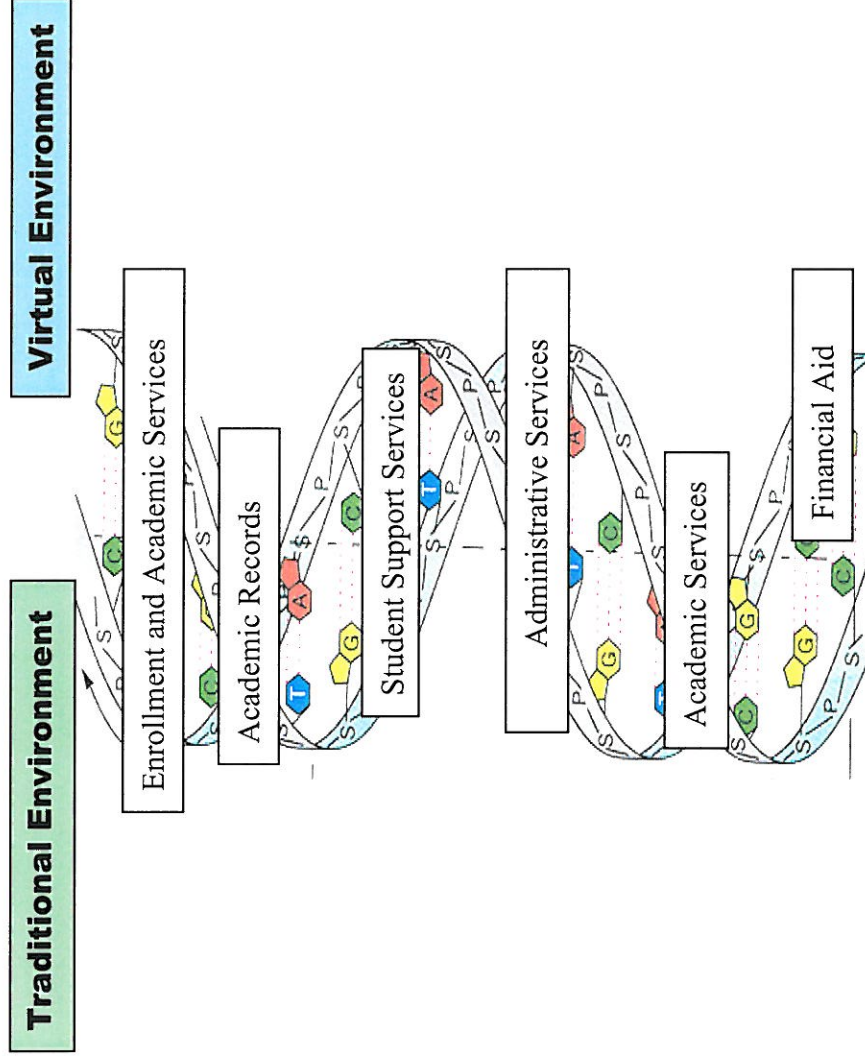 Traditional Environment
Virtual Environment
G
C
S
P
S
Enrollment and Academic Services
P
S
C
P
S
Academic Records
S
P
A
T
S
P
S
C
G
S
Student Support Services
S
A
P
T
S
P
P
S
Administrative Services
S
A
P
T
P
C
S
G
S
P
S
T
Academic Services
S
G
P
C
S
S
Financial Aid
G
C
S
P
S